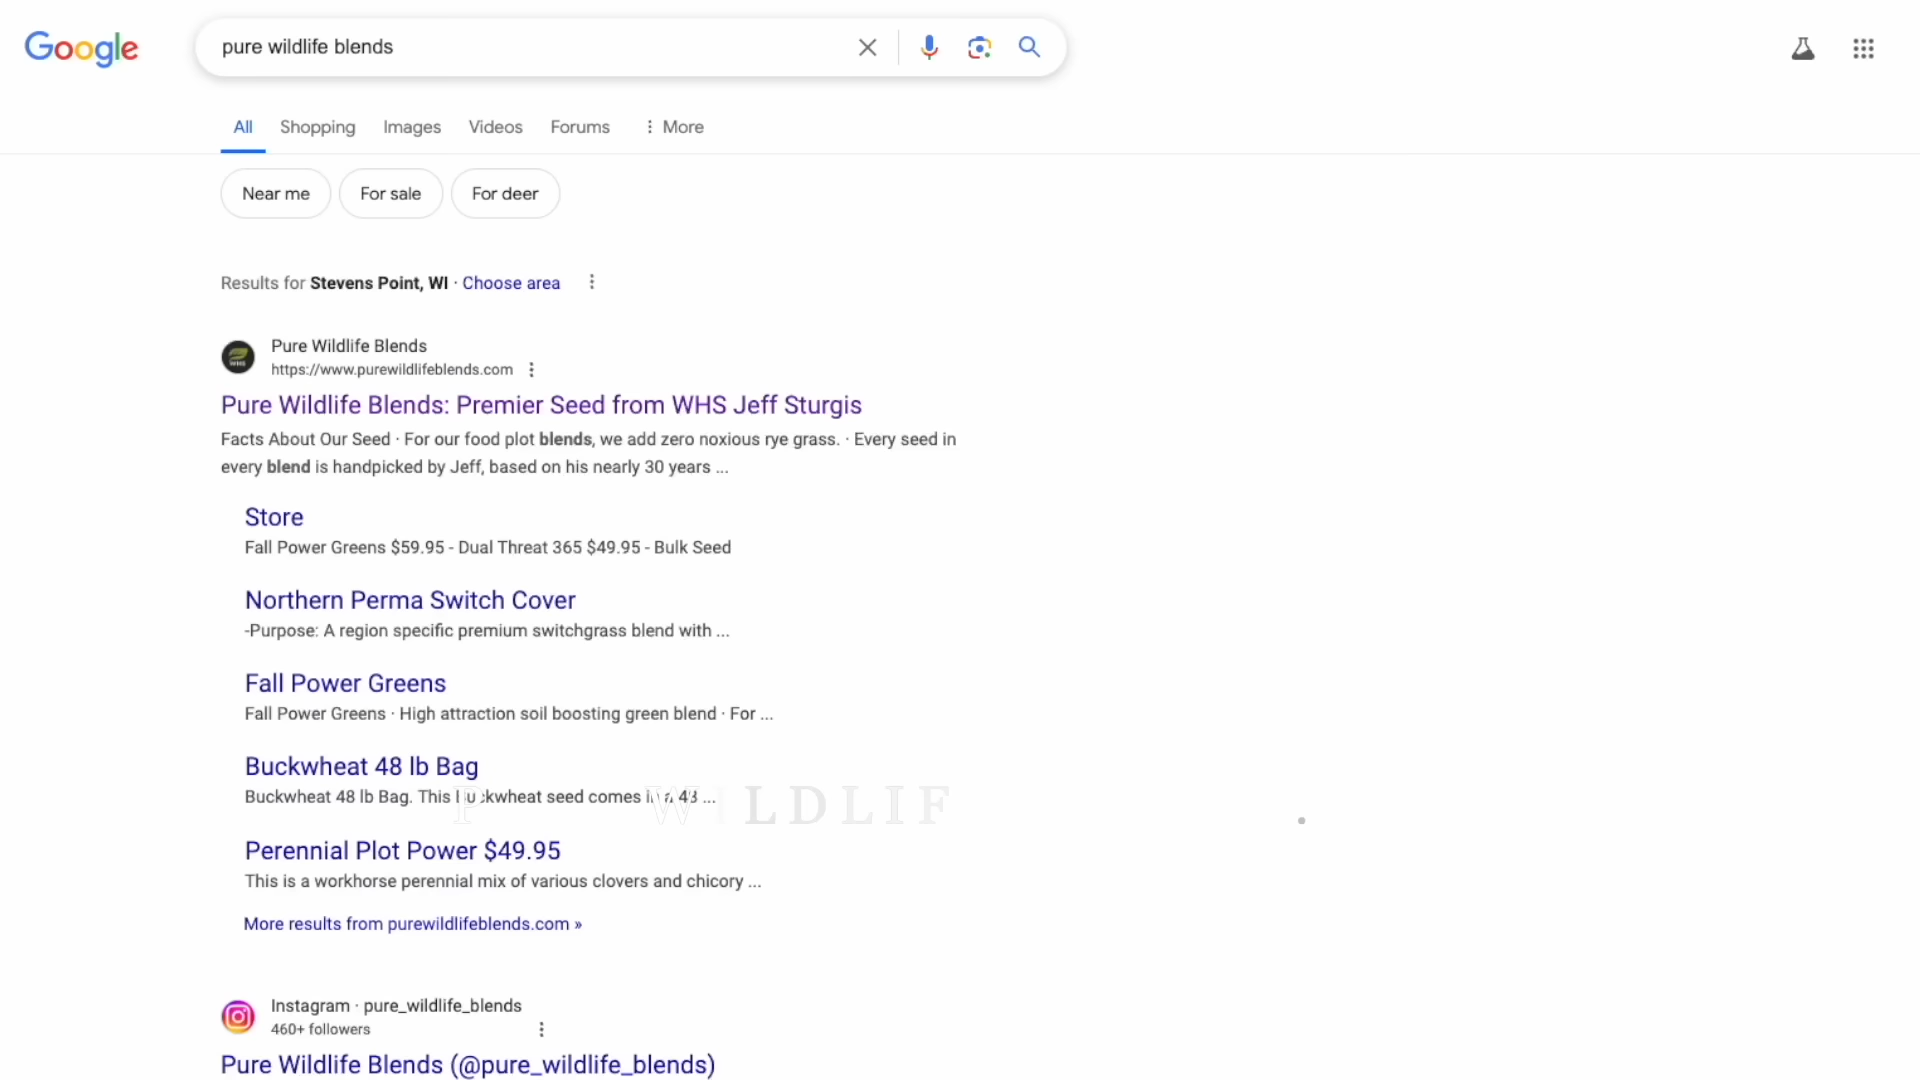 Google
pure wildlife blends
All Shopping Images Videos Forums More
Near me For sale For deer
Results for Stevens Point, WI · Choose area
WHS
Pure Wildlife Blends
https://www.purewildlifeblends.com
Pure Wildlife Blends: Premier Seed from WHS Jeff Sturgis
Facts About Our Seed · For our food plot blends, we add zero noxious rye grass. · Every seed in
every blend is handpicked by Jeff, based on his nearly 30 years ...
Store
Fall Power Greens $59.95 - Dual Threat 365 $49.95 - Bulk Seed
Northern Perma Switch Cover
-Purpose: A region specific premium switchgrass blend with ...
Fall Power Greens
Fall Power Greens · High attraction soil boosting green blend · For ...
Buckwheat 48 lb Bag
Buckwheat 48 lb Bag. This buckwheat seed comes in a 48 ...
P WILDLIF
Perennial Plot Power $49.95
This is a workhorse perennial mix of various clovers and chicory ...
More results from purewildlifeblends.com »
Instagram · pure_wildlife_blends
460+ followers
Pure Wildlife Blends (@pure_wildlife_blends)